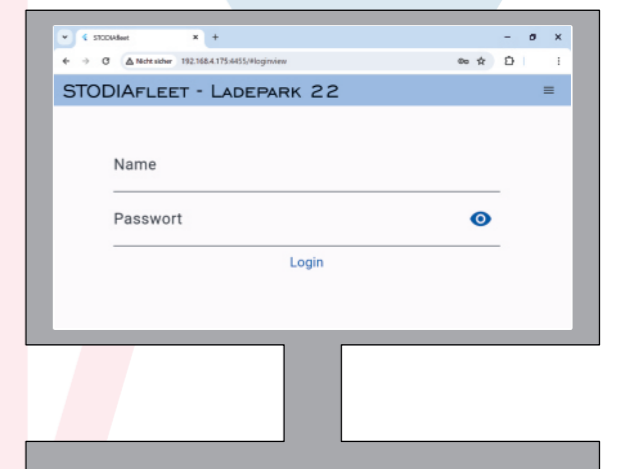 STODIAfleet
Nicht sicher 192.168.4.175:4455/#loginview
STODIAFLEET - LADEPARK 22
Name
Passwort
Login